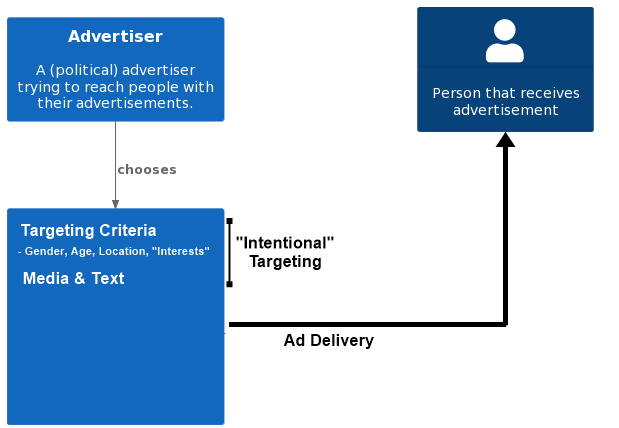 Advertiser
A (political) advertiser
trying to reach people with
their advertisements.
Person that receives
advertisement
chooses
Targeting Criteria
- Gender, Age, Location, "Interests"
Media & Text
"Intentional"
Targeting
Ad Delivery